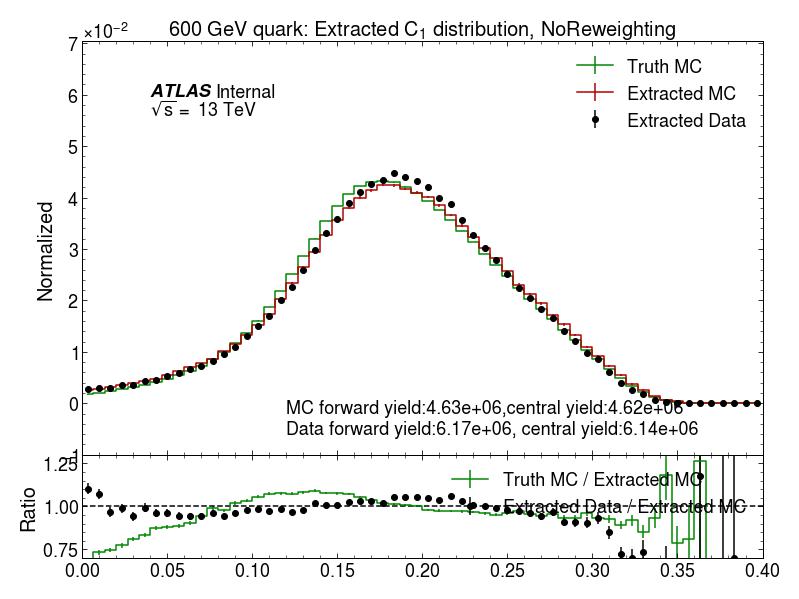 600 GeV quark: Extracted C₁ distribution, NoReweighting
×10⁻²
7
6
5
4
3
2
1
0
Normalized
ATLAS Internal
√s = 13 TeV
Truth MC
Extracted MC
Extracted Data
MC forward yield:4.63e+06,central yield:4.62e+06
Data forward yield:6.17e+06, central yield:6.14e+06
1.25
1.00
0.75
Ratio
Truth MC / Extracted MC
Extracted Data / Extracted MC
0.00 0.05 0.10 0.15 0.20 0.25 0.30 0.35 0.40